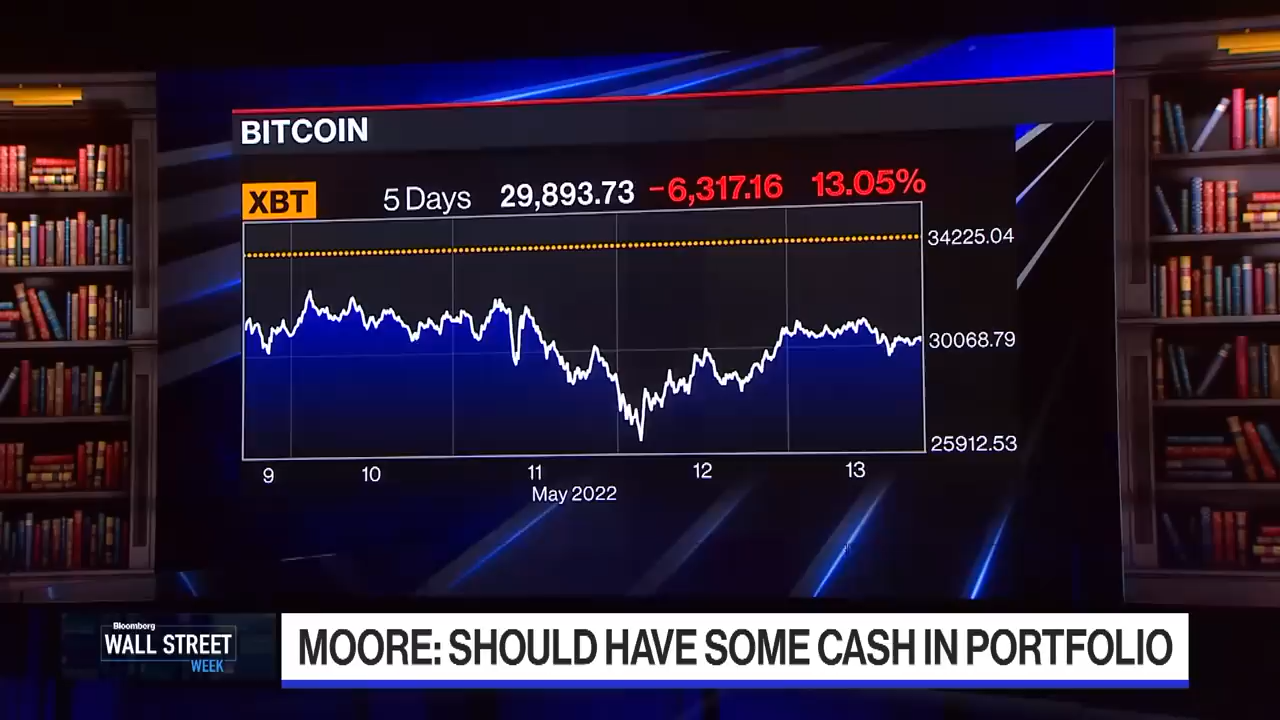 BITCOIN
XBT 5 Days 29,893.73 -6,317.16 13.05%
34225.04
30068.79
25912.53
9 10 11 12 13
May 2022
Bloomberg
WALL STREET
WEEK
MOORE: SHOULD HAVE SOME CASH IN PORTFOLIO